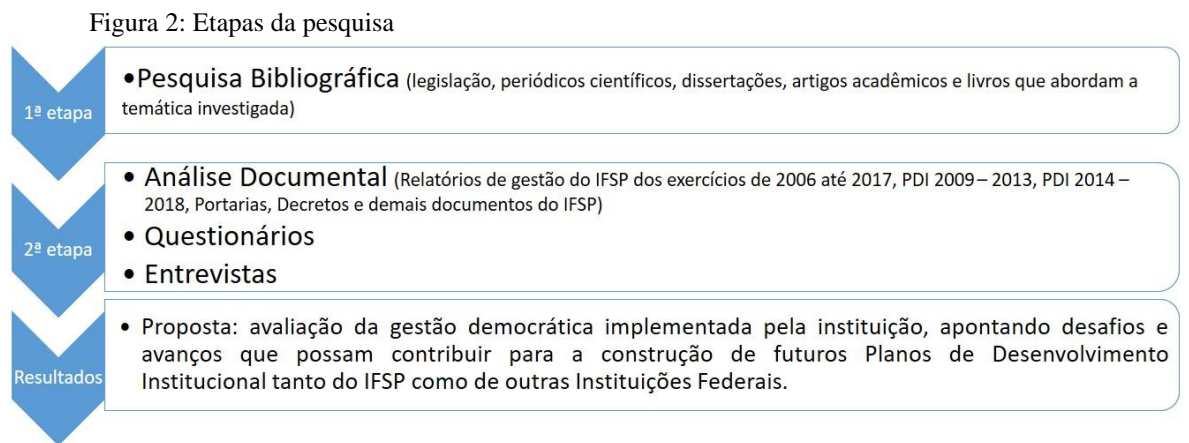 Figura 2: Etapas da pesquisa
1ª etapa
•Pesquisa Bibliográfica (legislação, periódicos científicos, dissertações, artigos acadêmicos e livros que abordam a
temática investigada)
2ª etapa
• Análise Documental (Relatórios de gestão do IFSP dos exercícios de 2006 até 2017, PDI 2009 – 2013, PDI 2014 –
2018, Portarias, Decretos e demais documentos do IFSP)
• Questionários
• Entrevistas
Resultados
• Proposta: avaliação da gestão democrática implementada pela instituição, apontando desafios e
avanços que possam contribuir para a construção de futuros Planos de Desenvolvimento
Institucional tanto do IFSP como de outras Instituições Federais.